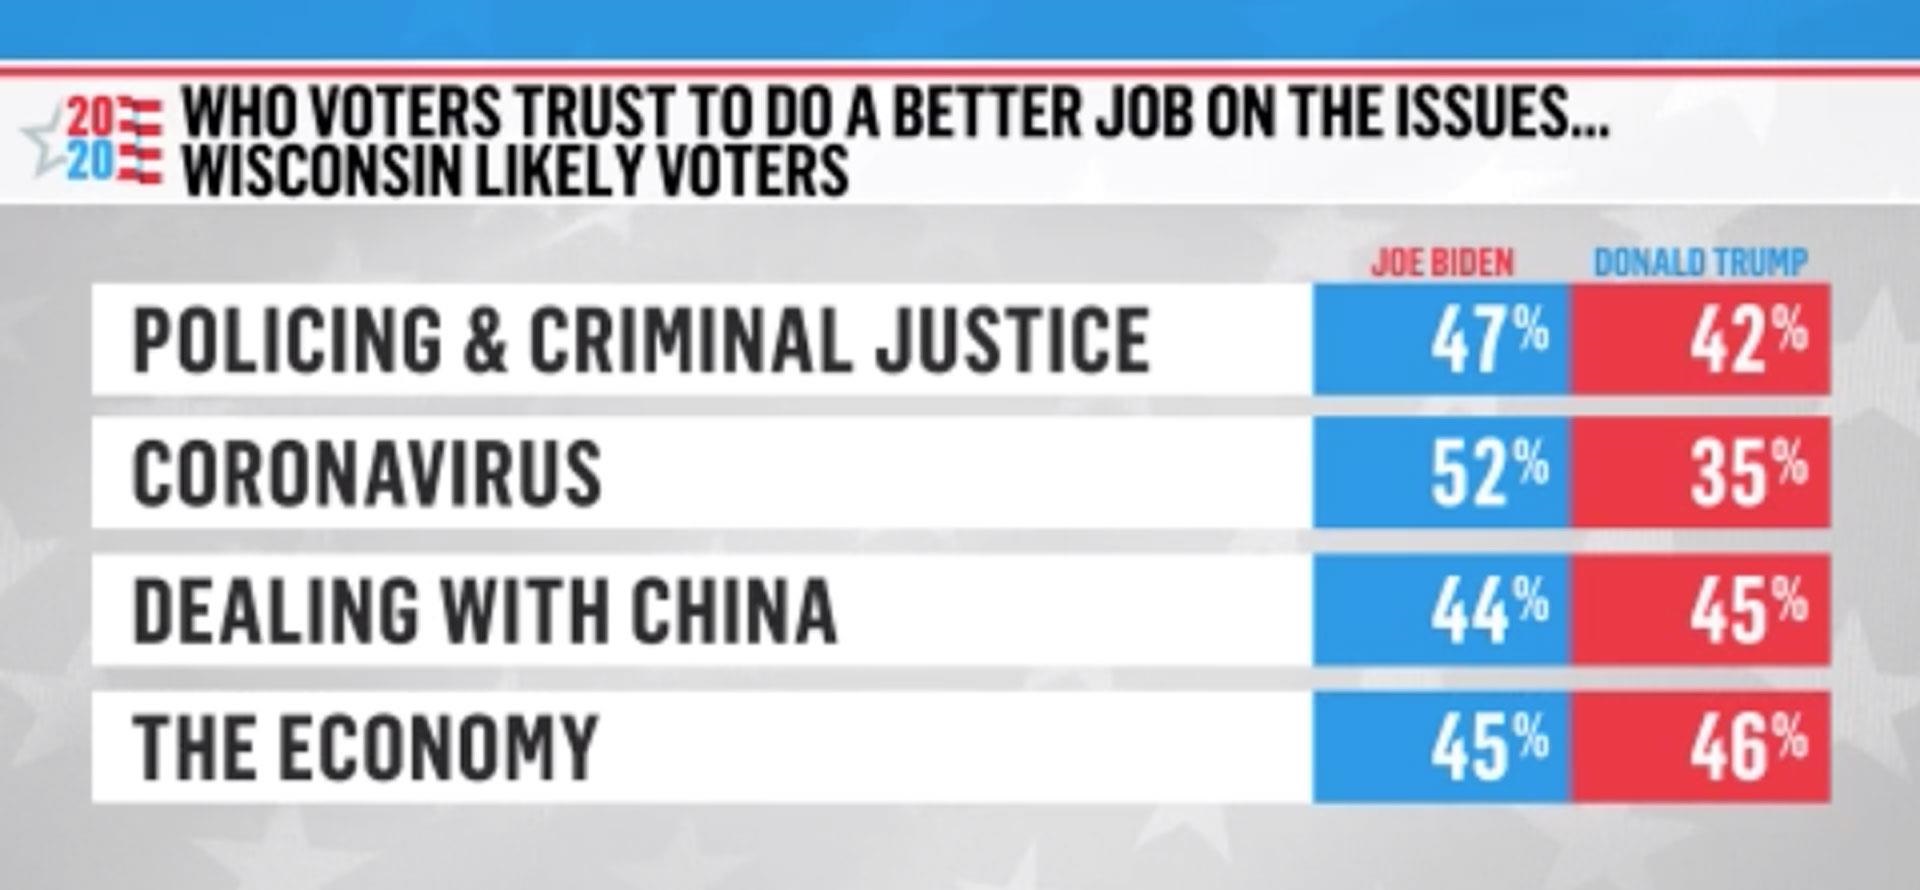 2020
WHO VOTERS TRUST TO DO A BETTER JOB ON THE ISSUES...
WISCONSIN LIKELY VOTERS
JOE BIDEN DONALD TRUMP
POLICING & CRIMINAL JUSTICE 47% 42%
CORONAVIRUS 52% 35%
DEALING WITH CHINA 44% 45%
THE ECONOMY 45% 46%